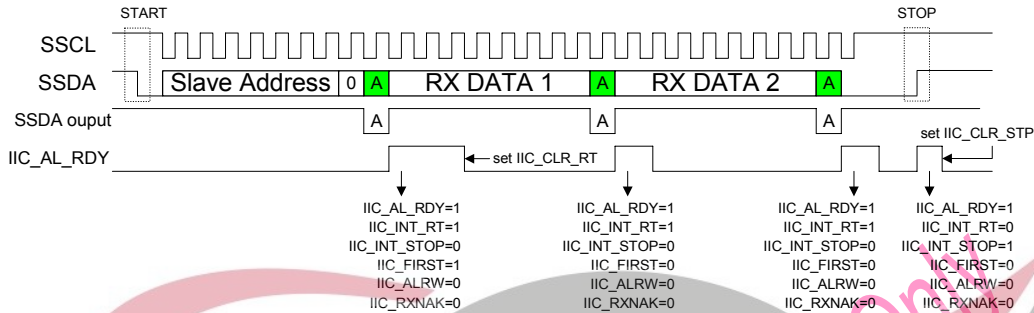 START STOP
SSCL
SSDA Slave Address 0 A RX DATA 1 A RX DATA 2 A
SSDA ouput A A A
set IIC_CLR_STP
IIC_AL_RDY set IIC_CLR_RT
IIC_AL_RDY=1 IIC_AL_RDY=1 IIC_AL_RDY=1 IIC_AL_RDY=1
IIC_INT_RT=1 IIC_INT_RT=1 IIC_INT_RT=1 IIC_INT_RT=0
IIC_INT_STOP=0 IIC_INT_STOP=0 IIC_INT_STOP=0 IIC_INT_STOP=1
IIC_FIRST=1 IIC_FIRST=0 IIC_FIRST=0 IIC_FIRST=0
IIC_ALRW=0 IIC_ALRW=0 IIC_ALRW=0 IIC_ALRW=0
IIC_RXNAK=0 IIC_RXNAK=0 IIC_RXNAK=0 IIC_RXNAK=0
Only